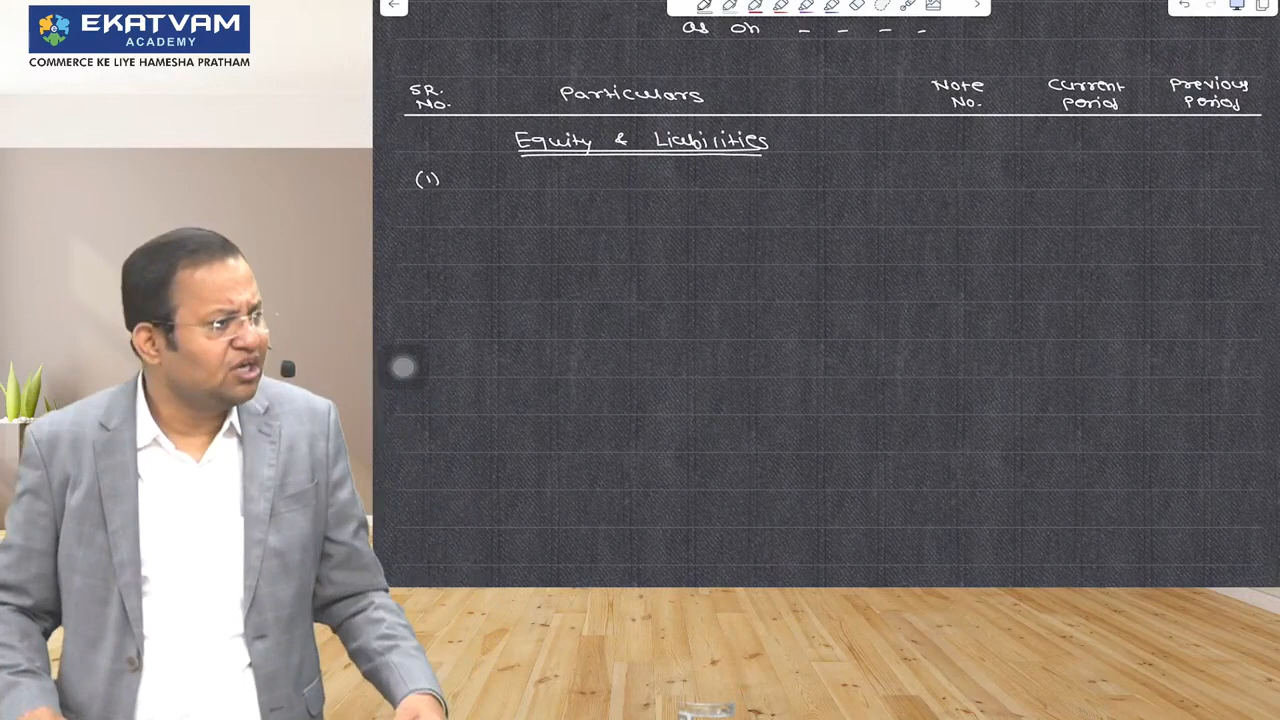 EKATVAM
ACADEMY
COMMERCE KE LIYE HAMESHA PRATHAM
as on - - - -
SR. No. Particulars Note No. Current Period Previous Period
Equity & Liabilities
(1)